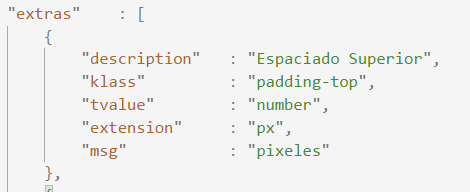 "extras" : [
{
"description" : "Espaciado Superior",
"klass" : "padding-top",
"tvalue" : "number",
"extension" : "px",
"msg" : "pixeles"
},
{